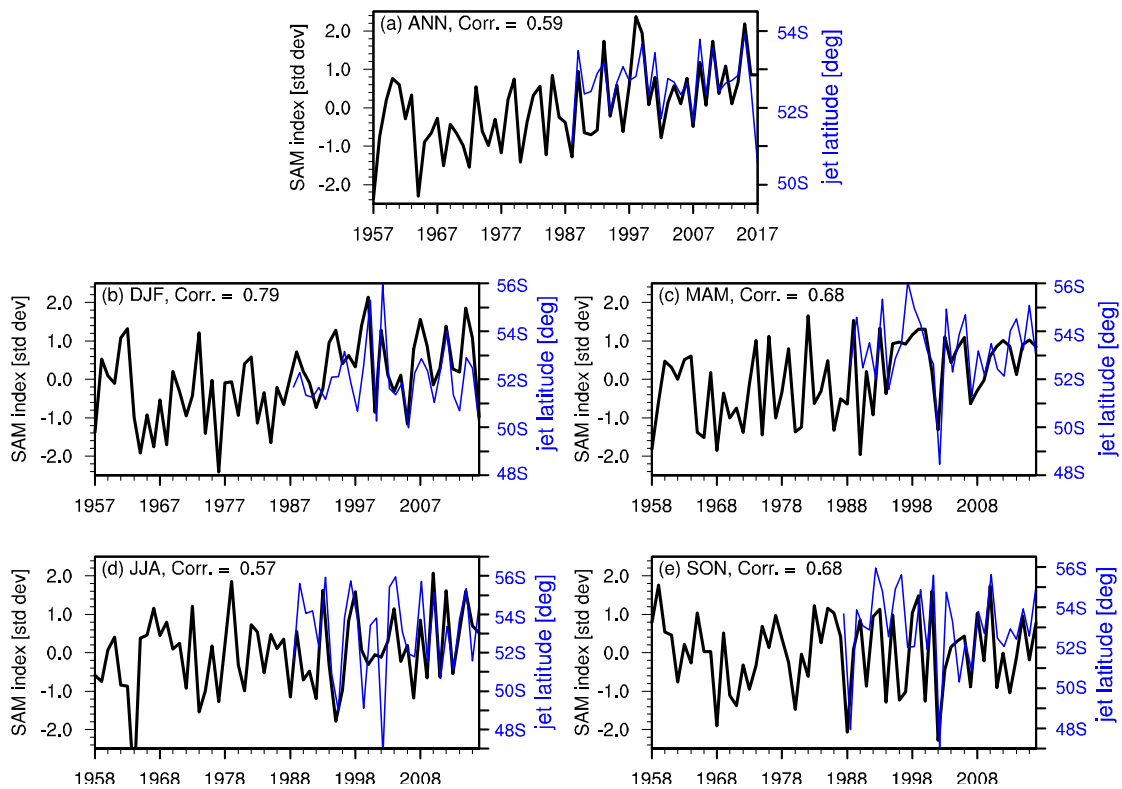 (a) ANN, Corr. = 0.59
SAM index [std dev]
2.0
1.0
0.0
-1.0
-2.0
54S
52S
50S
jet latitude [deg]
1957 1967 1977 1987 1997 2007 2017
(b) DJF, Corr. = 0.79
SAM index [std dev]
2.0
1.0
0.0
-1.0
-2.0
56S
54S
52S
50S
48S
jet latitude [deg]
1957 1967 1977 1987 1997 2007
(c) MAM, Corr. = 0.68
SAM index [std dev]
2.0
1.0
0.0
-1.0
-2.0
56S
54S
52S
50S
48S
jet latitude [deg]
1958 1968 1978 1988 1998 2008
(d) JJA, Corr. = 0.57
SAM index [std dev]
2.0
1.0
0.0
-1.0
-2.0
56S
54S
52S
50S
48S
jet latitude [deg]
1958 1968 1978 1988 1998 2008
(e) SON, Corr. = 0.68
SAM index [std dev]
2.0
1.0
0.0
-1.0
-2.0
56S
54S
52S
50S
48S
jet latitude [deg]
1958 1968 1978 1988 1998 2008